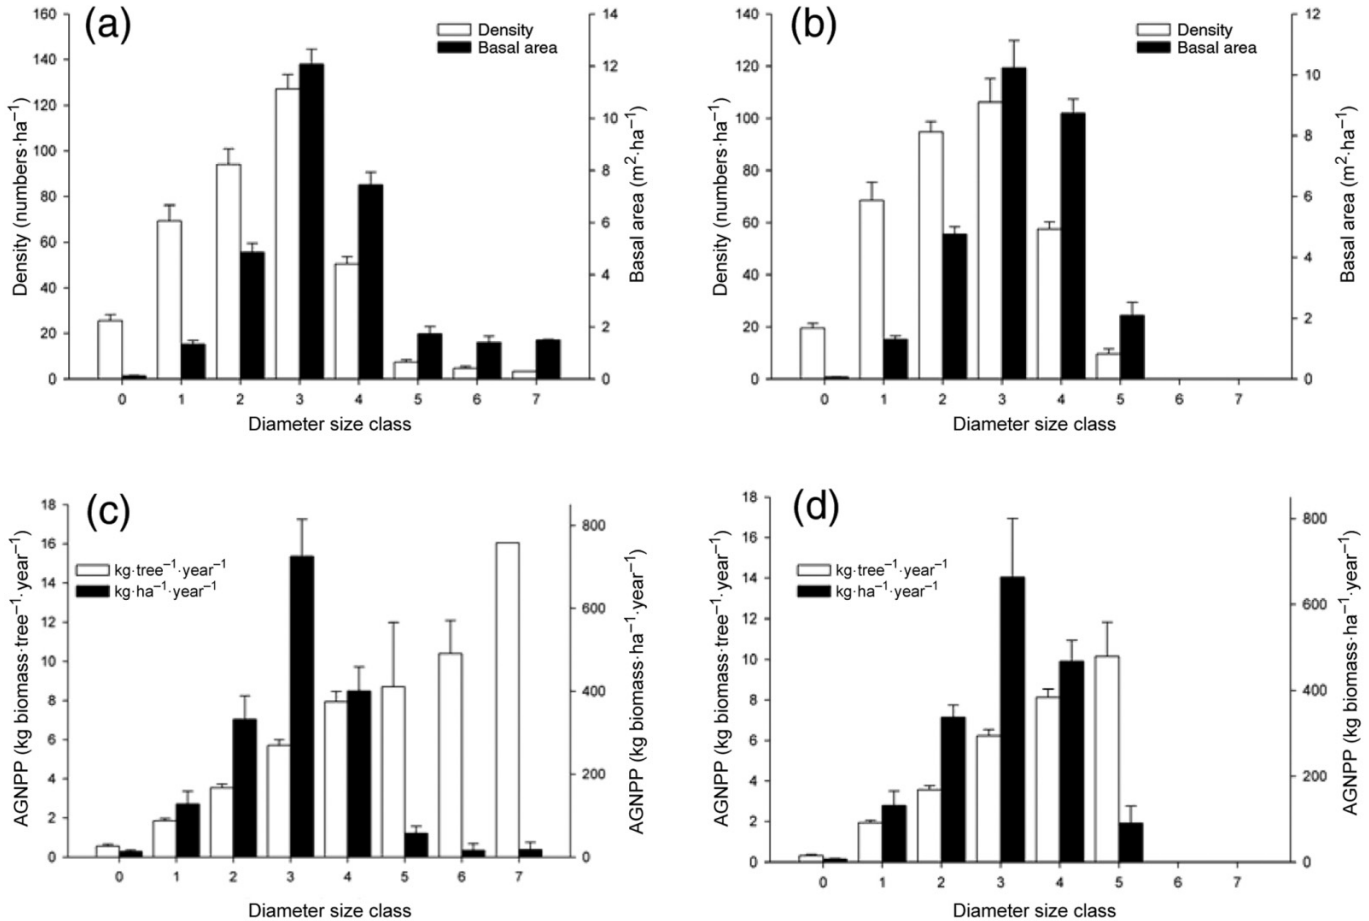 (a)
Density
Basal area
160
140
120
100
80
60
40
20
0
14
12
10
8
6
4
2
0
Density (numbers·ha⁻¹)
Basal area (m²·ha⁻¹)
0 1 2 3 4 5 6 7
Diameter size class
(b)
Density
Basal area
140
120
100
80
60
40
20
0
12
10
8
6
4
2
0
Density (numbers·ha⁻¹)
Basal area (m²·ha⁻¹)
0 1 2 3 4 5 6 7
Diameter size class
(c)
kg·tree⁻¹·year⁻¹
kg·ha⁻¹·year⁻¹
18
16
14
12
10
8
6
4
2
0
800
600
400
200
0
AGNPP (kg biomass·tree⁻¹·year⁻¹)
AGNPP (kg biomass·ha⁻¹·year⁻¹)
0 1 2 3 4 5 6 7
Diameter size class
(d)
kg·tree⁻¹·year⁻¹
kg·ha⁻¹·year⁻¹
18
16
14
12
10
8
6
4
2
0
800
600
400
200
0
AGNPP (kg biomass·tree⁻¹·year⁻¹)
AGNPP (kg biomass·ha⁻¹·year⁻¹)
0 1 2 3 4 5 6 7
Diameter size class